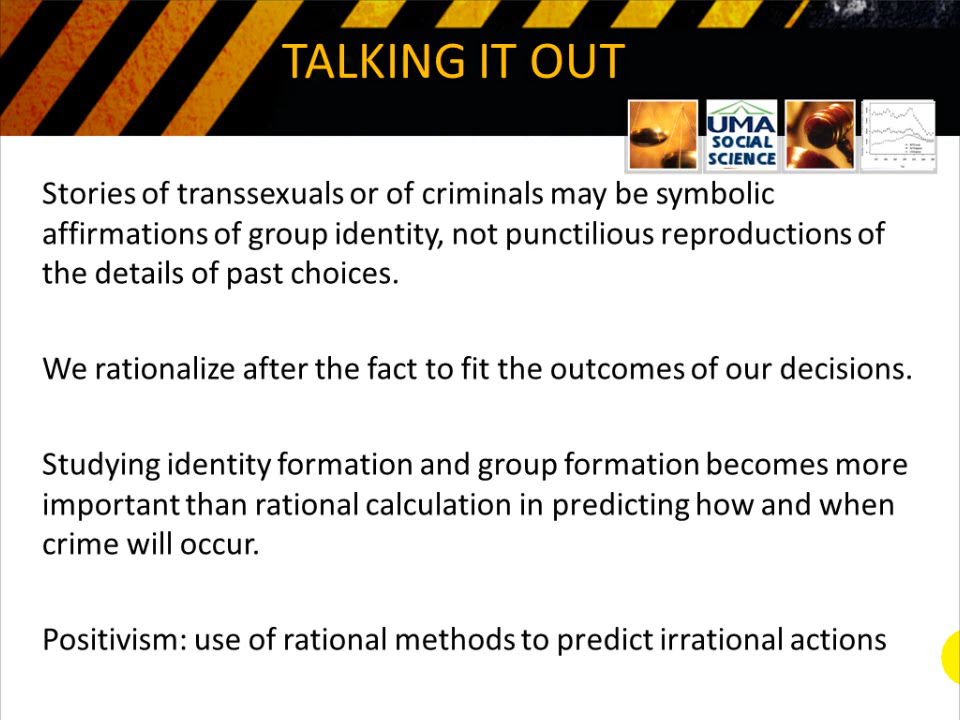 TALKING IT OUT
UMA
SOCIAL
SCIENCE
Stories of transsexuals or of criminals may be symbolic
affirmations of group identity, not punctilious reproductions of
the details of past choices.
We rationalize after the fact to fit the outcomes of our decisions.
Studying identity formation and group formation becomes more
important than rational calculation in predicting how and when
crime will occur.
Positivism: use of rational methods to predict irrational actions